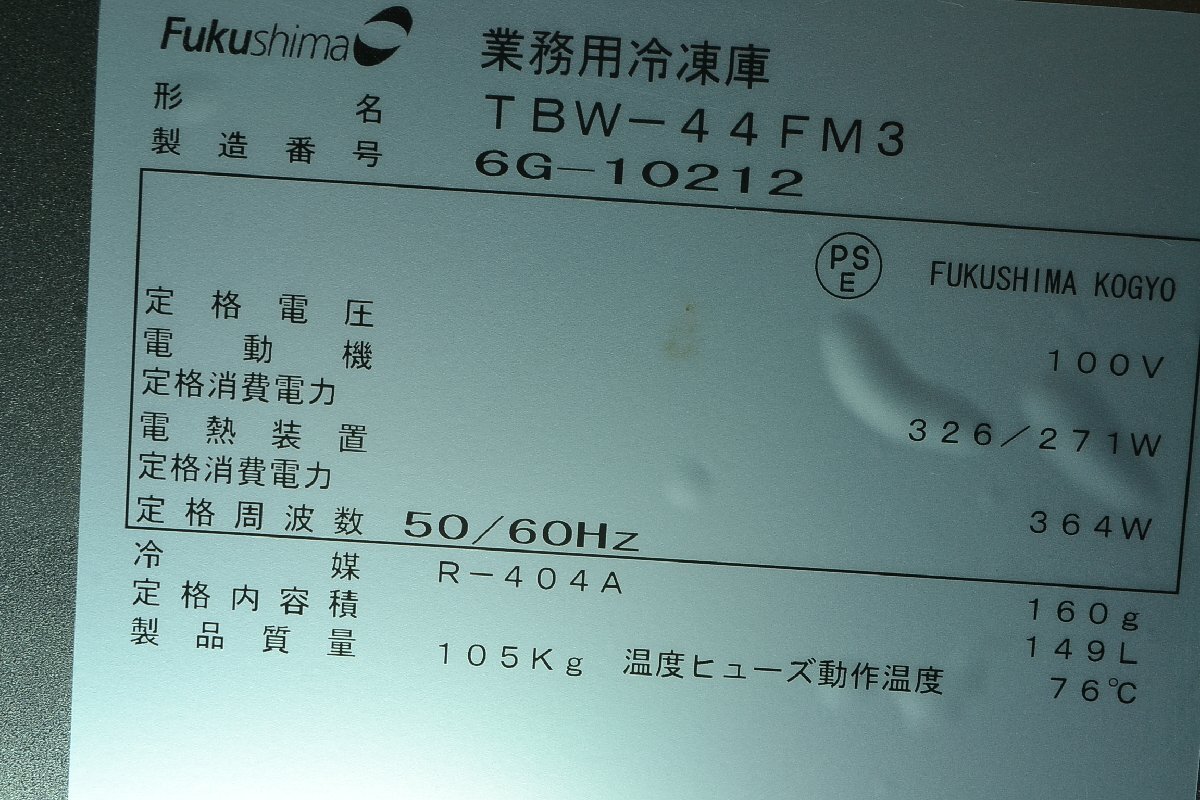 Fukushima 業務用冷凍庫
形名 TBW-44FM3
製造番号 6G-10212
PSE FUKUSHIMA KOGYO
定格電圧 100V
電動機
定格消費電力 326/271W
電熱装置
定格消費電力 364W
定格周波数 50/60Hz
冷媒 R-404A 160g
定格内容積 149L
製品質量 105Kg 温度ヒューズ動作温度 76℃